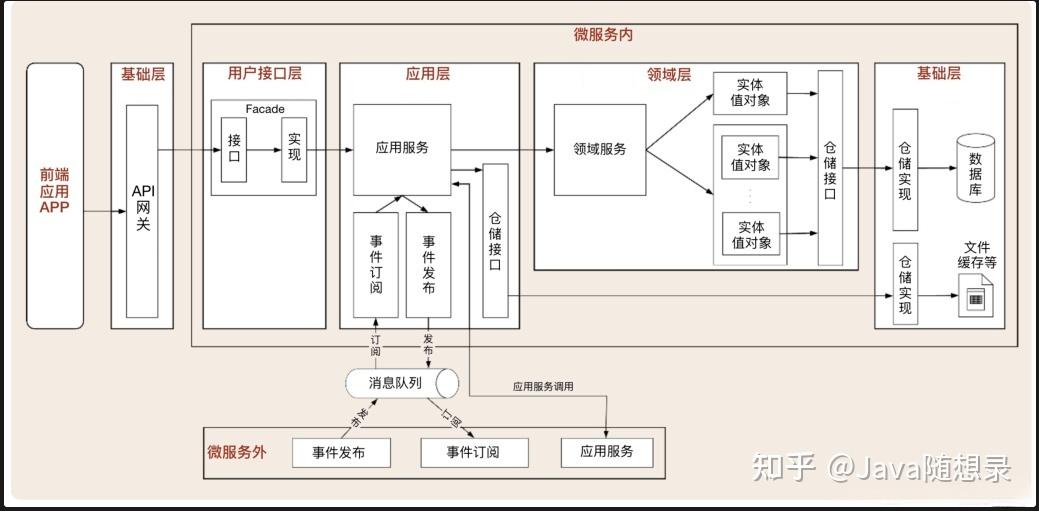 微服务内
前端
应用
APP
基础层
API
网
关
用户接口层
Facade
接
口
实
现
应用层
应用服务
事
件
订
阅
事
件
发
布
仓
储
接
口
领域层
领域服务
实体
值对象
实体
值对象
实体
值对象
仓
储
接
口
基础层
仓
储
实
现
数
据
库
仓
储
实
现
文件
缓存等
订
阅
发
布
消息队列
发布
订阅
应用服务调用
微服务外
事件发布
事件订阅
应用服务
知乎 @Java随想录